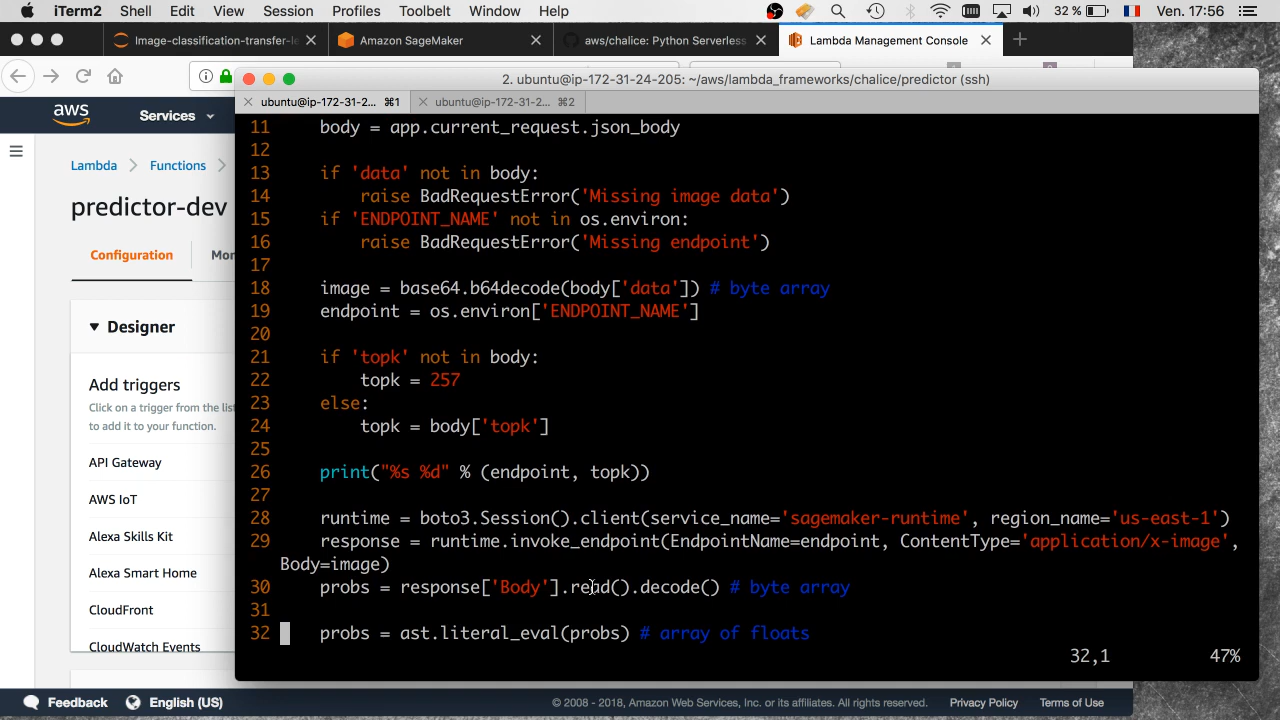 iTerm2 Shell Edit View Session Profiles Toolbelt Window Help 32 % Ven. 17:56
Image-classification-transfer-le
Amazon SageMaker
aws/chalice: Python Serverless
Lambda Management Console
2. ubuntu@ip-172-31-24-205: ~/aws/lambda_frameworks/chalice/predictor (ssh)
ubuntu@ip-172-31-2... ⌘1
ubuntu@ip-172-31-2... ⌘2
aws
Services
Lambda
Functions
predictor-dev
Configuration
Mor
Designer
Add triggers
Click on a trigger from the list
to add it to your function.
API Gateway
AWS IoT
Alexa Skills Kit
Alexa Smart Home
CloudFront
CloudWatch Events
11 body = app.current_request.json_body
12
13 if 'data' not in body:
14 raise BadRequestError('Missing image data')
15 if 'ENDPOINT_NAME' not in os.environ:
16 raise BadRequestError('Missing endpoint')
17
18 image = base64.b64decode(body['data']) # byte array
19 endpoint = os.environ['ENDPOINT_NAME']
20
21 if 'topk' not in body:
22 topk = 257
23 else:
24 topk = body['topk']
25
26 print("%s %d" % (endpoint, topk))
27
28 runtime = boto3.Session().client(service_name='sagemaker-runtime', region_name='us-east-1')
29 response = runtime.invoke_endpoint(EndpointName=endpoint, ContentType='application/x-image',
Body=image)
30 probs = response['Body'].read().decode() # byte array
31
32 probs = ast.literal_eval(probs) # array of floats
32,1 47%
Feedback
English (US)
© 2008 - 2018, Amazon Web Services, Inc. or its affiliates. All rights reserved.
Privacy Policy
Terms of Use